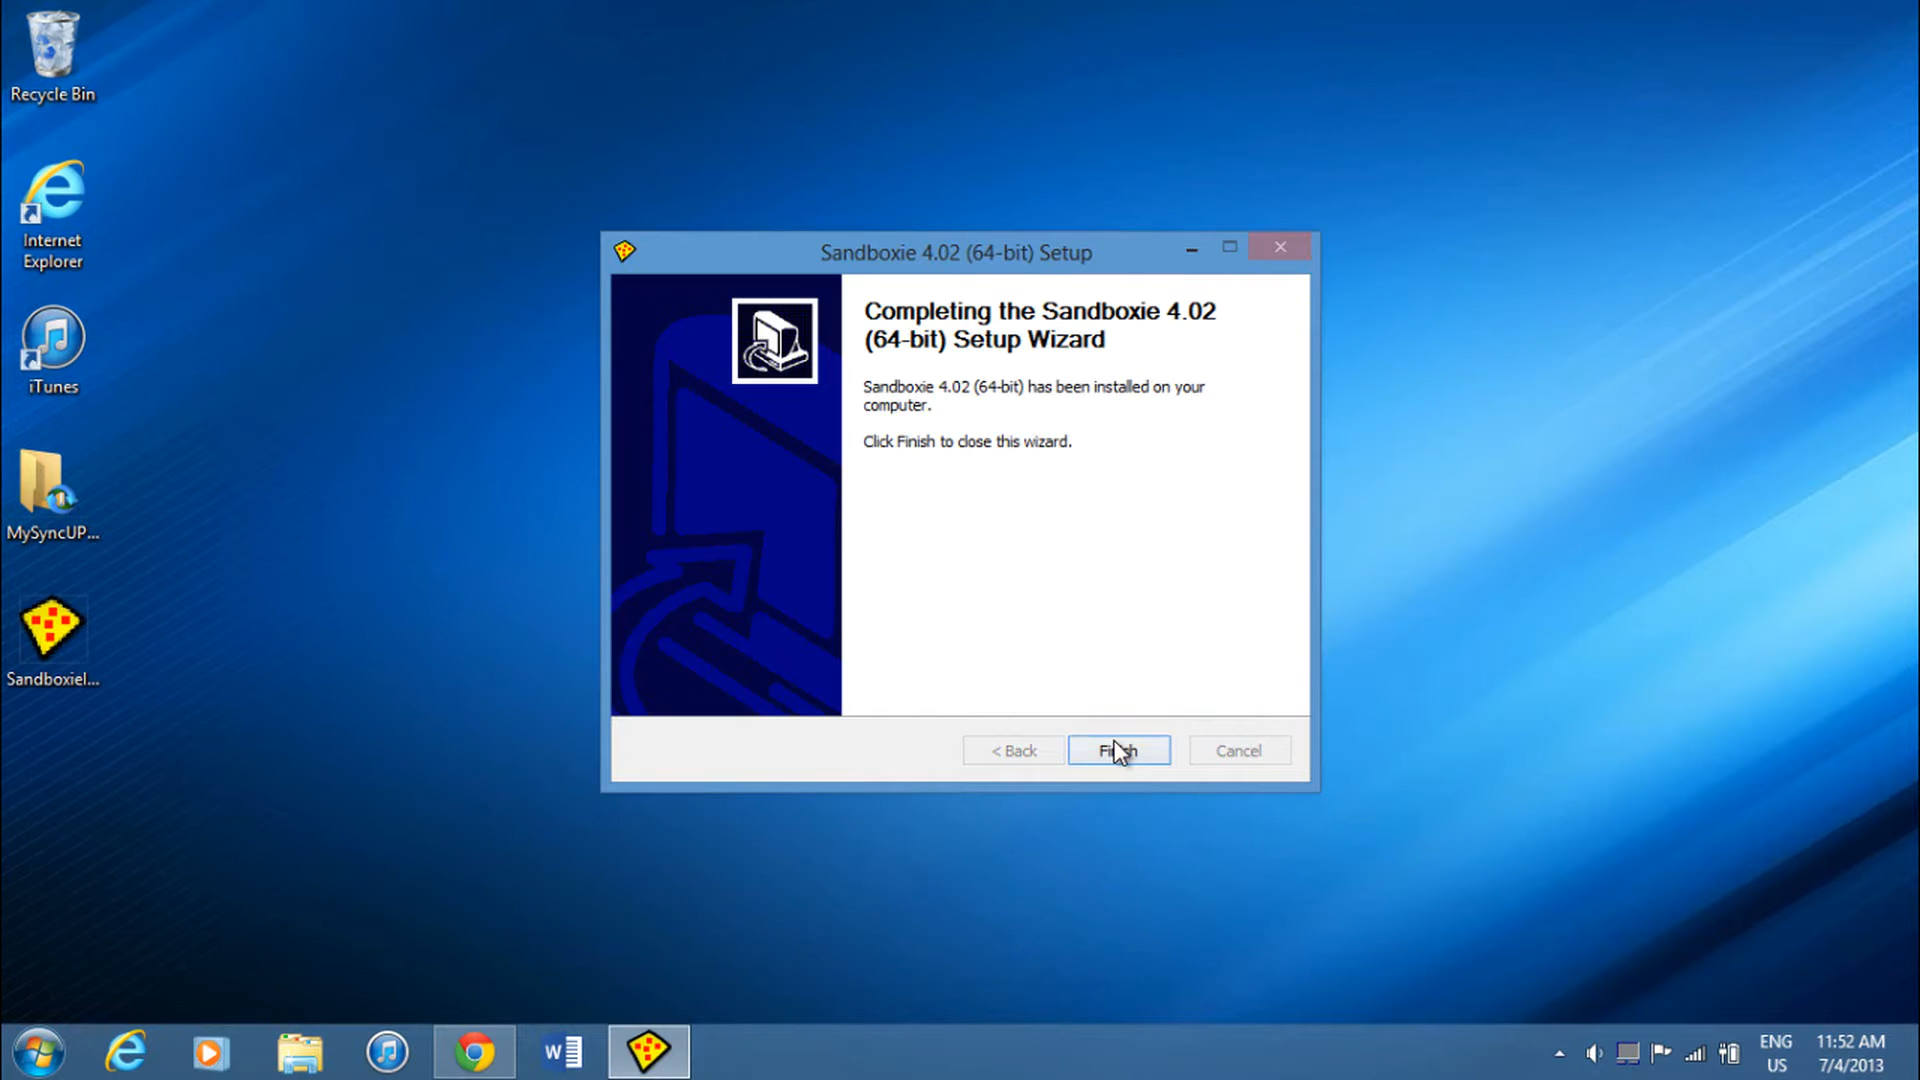 Recycle Bin
Internet
Explorer
iTunes
MySyncUP...
Sandboxiel...
Sandboxie 4.02 (64-bit) Setup
Completing the Sandboxie 4.02
(64-bit) Setup Wizard
Sandboxie 4.02 (64-bit) has been installed on your
computer.
Click Finish to close this wizard.
< Back
Finish
Cancel
W
ENG
US
11:52 AM
7/4/2013